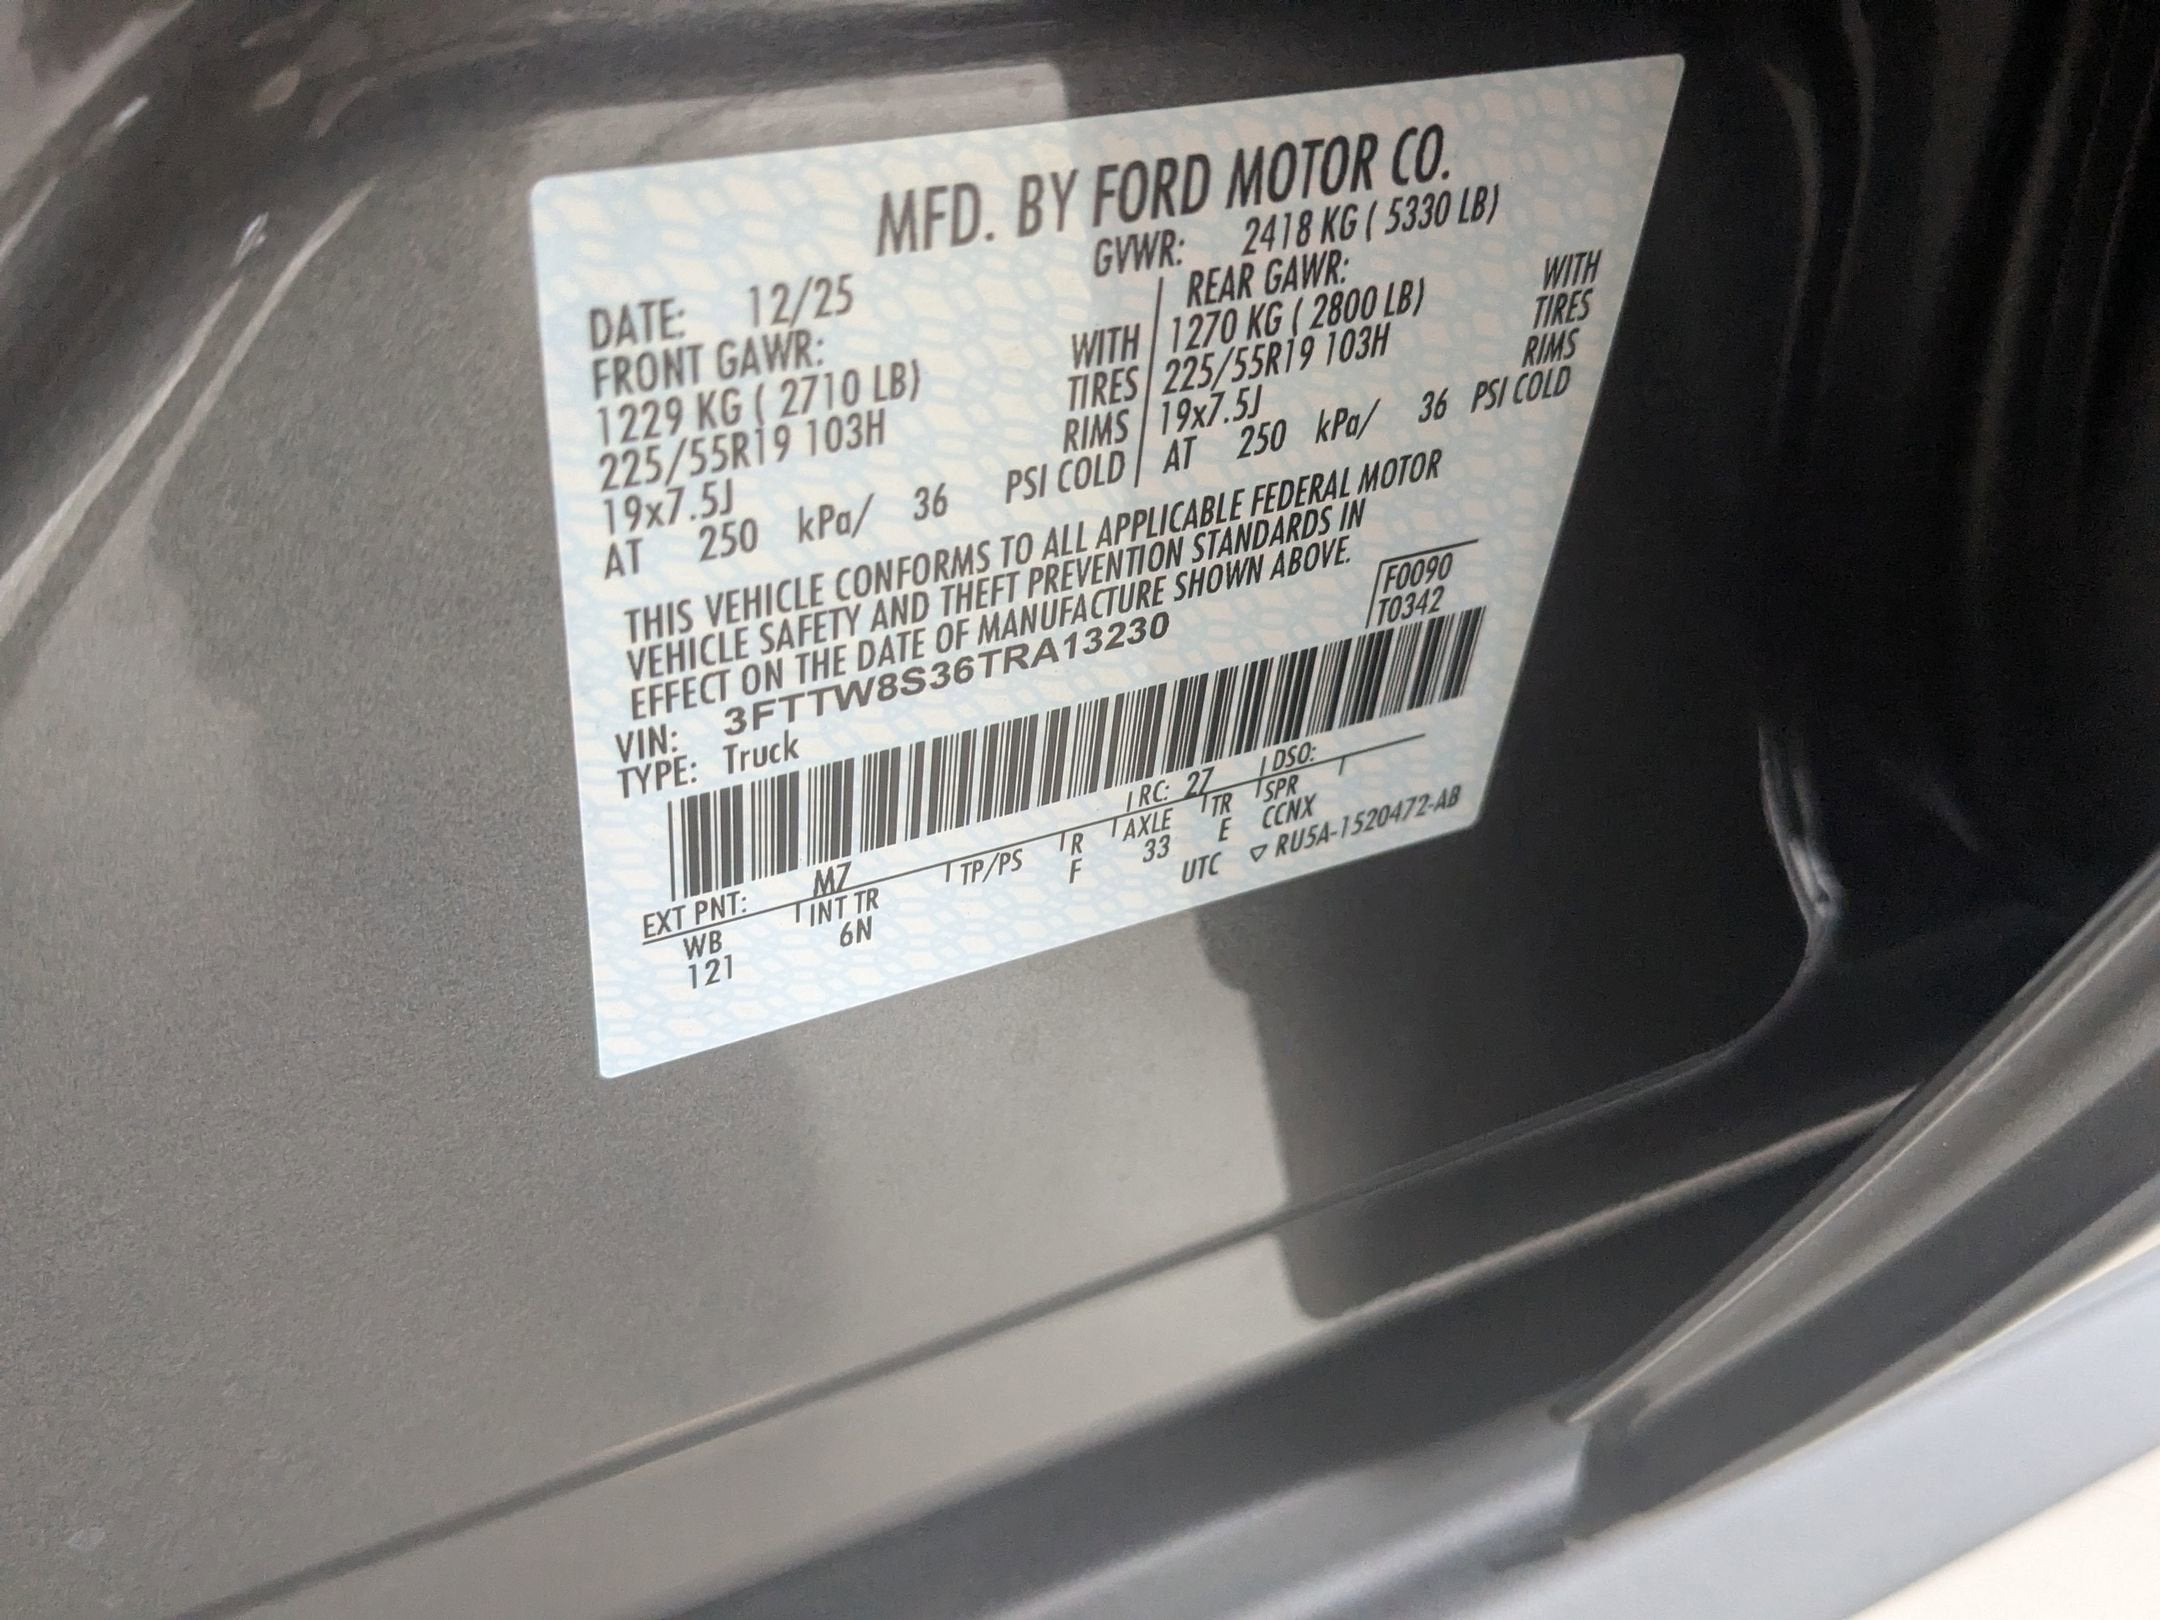 MFD. BY FORD MOTOR CO.
DATE: 12/25 GVWR: 2418 KG ( 5330 LB)
FRONT GAWR: REAR GAWR:
1229 KG ( 2710 LB) WITH 1270 KG ( 2800 LB) WITH
225/55R19 103H TIRES 225/55R19 103H TIRES
19x7.5J RIMS 19x7.5J RIMS
AT 250 kPa/ 36 PSI COLD AT 250 kPa/ 36 PSI COLD
THIS VEHICLE CONFORMS TO ALL APPLICABLE FEDERAL MOTOR
VEHICLE SAFETY AND THEFT PREVENTION STANDARDS IN
EFFECT ON THE DATE OF MANUFACTURE SHOWN ABOVE.
VIN: 3FTTW8S36TRA13230 F0090
TYPE: Truck T0342
EXT PNT: M7 RC: 27 DSO:
WB INT TR TP/PS R AXLE TR SPR
121 6N F 33 E CCNX
UTC ▽ RU5A-1520472-AB